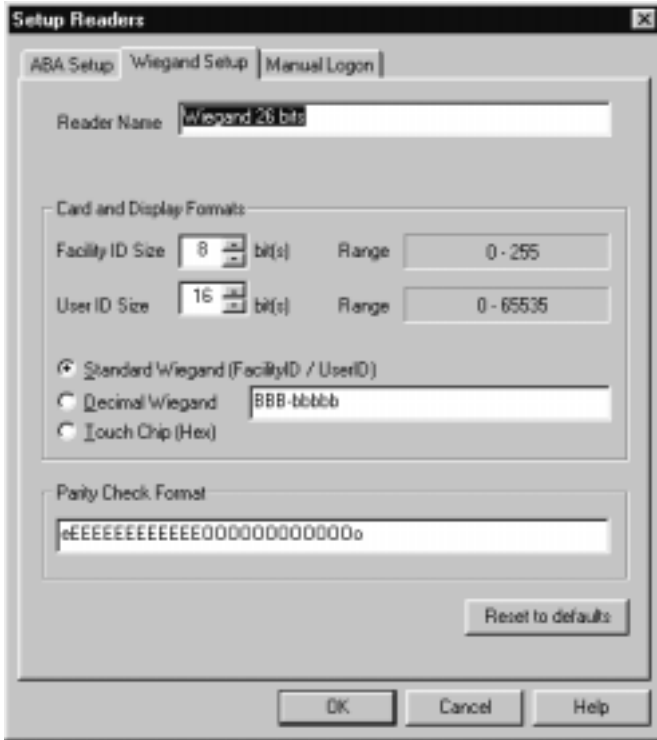 Setup Readers
ABA Setup Wiegand Setup Manual Logon
Reader Name Wiegand 26 bits
Card and Display Formats
Facility ID Size 8 bit(s) Range 0 - 255
User ID Size 16 bit(s) Range 0 - 65535
Standard Wiegand (FacilityID / UserID)
Decimal Wiegand BBB-bbbbb
Touch Chip (Hex)
Parity Check Format
eEEEEEEEEEEEEOOOOOOOOOOOOo
Reset to defaults
OK Cancel Help